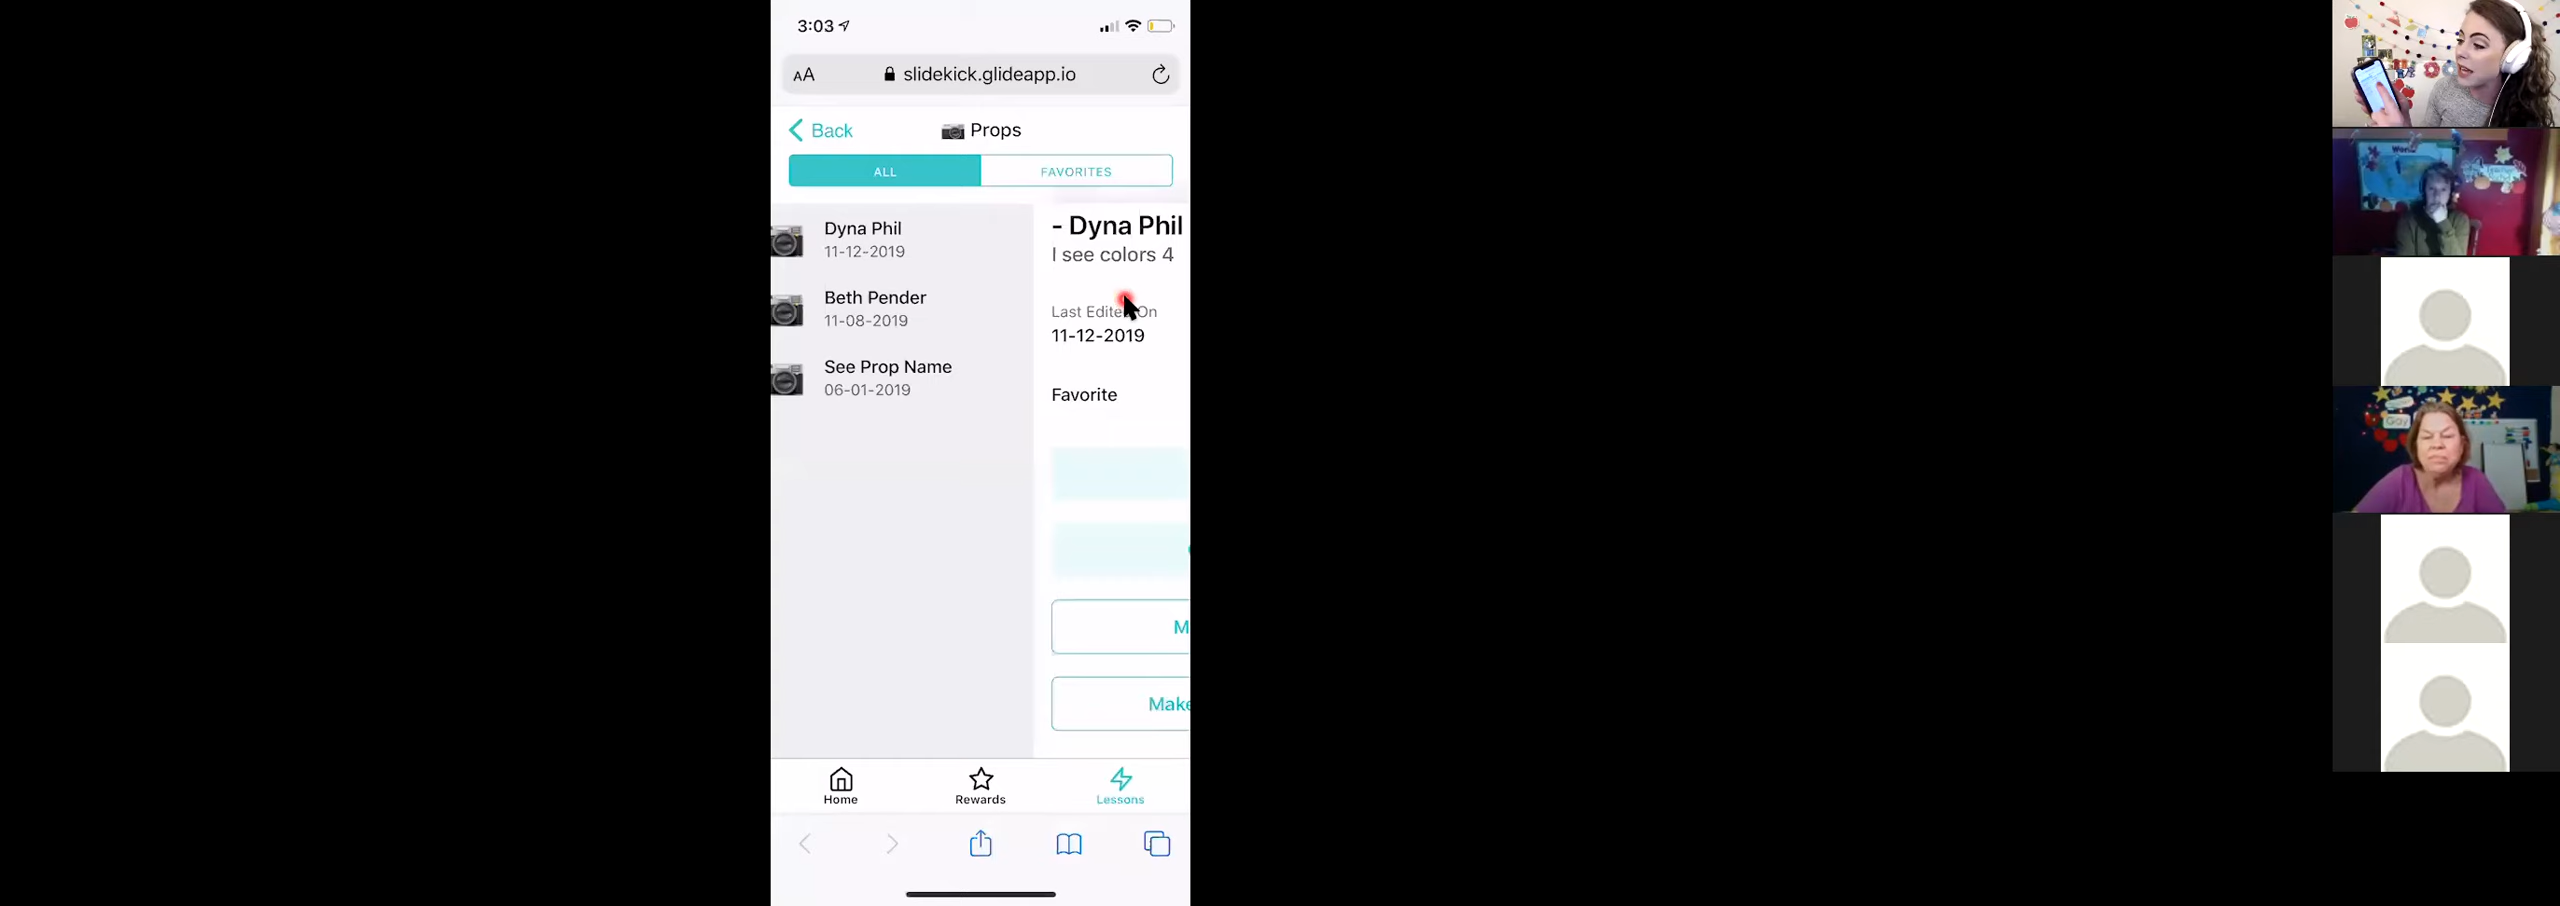 3:03
AA slidekick.glideapp.io
Back
Props
ALL
FAVORITES
Dyna Phil
11-12-2019
Beth Pender
11-08-2019
See Prop Name
06-01-2019
- Dyna Phil
I see colors 4
Last Edited On
11-12-2019
Favorite
M
Make
Home
Rewards
Lessons